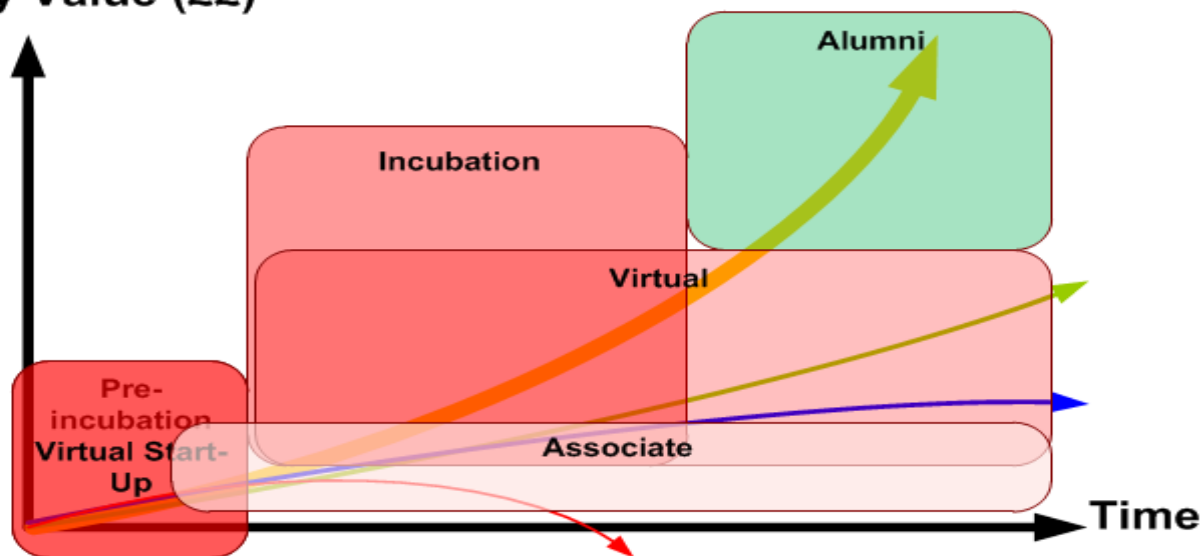 Value (££)
Alumni
Incubation
Virtual
Pre-
incubation
Virtual Start-
Up
Associate
Time